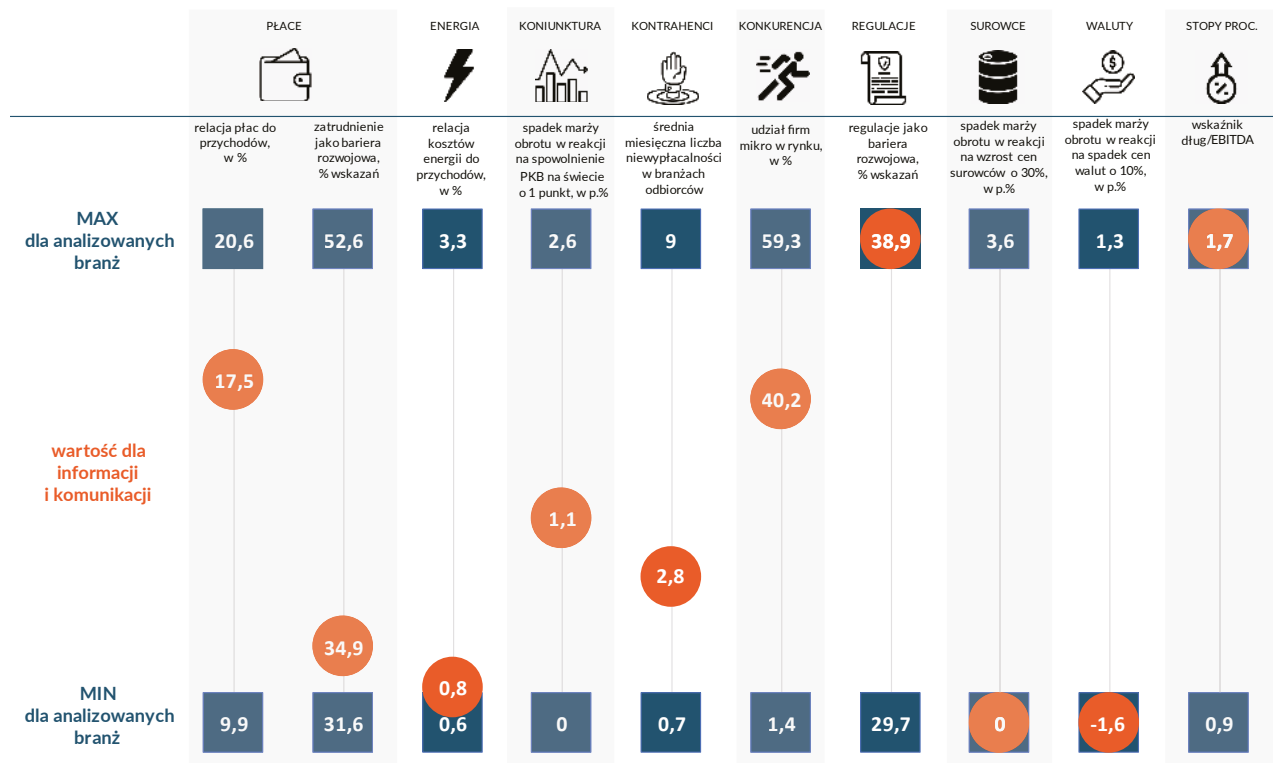 PŁACE
ENERGIA
KONIUNKTURA
KONTRAHENCI
KONKURENCJA
REGULACJE
SUROWCE
WALUTY
STOPY PROC.
relacja płac do
przychodów,
w %
zatrudnienie
jako bariera
rozwojowa,
% wskazań
relacja
kosztów
energii do
przychodów,
w %
spadek marży
obrotu w reakcji
na spowolnienie
PKB na świecie
o 1 punkt, w p.%
średnia
miesięczna liczba
niewypłacalności
w branżach
odbiorców
udział firm
mikro w rynku,
w %
regulacje jako
bariera
rozwojowa,
% wskazań
spadek marży
obrotu w reakcji
na wzrost cen
surowców o 30%,
w p.%
spadek marży
obrotu w reakcji
na spadek cen
walut o 10%,
w p.%
wskaźnik
dług/EBITDA
MAX
dla analizowanych
branż
20,6
52,6
3,3
2,6
9
59,3
38,9
3,6
1,3
1,7
wartość dla
informacji
i komunikacji
17,5
34,9
0,8
1,1
2,8
40,2
MIN
dla analizowanych
branż
9,9
31,6
0,6
0
0,7
1,4
29,7
0
-1,6
0,9